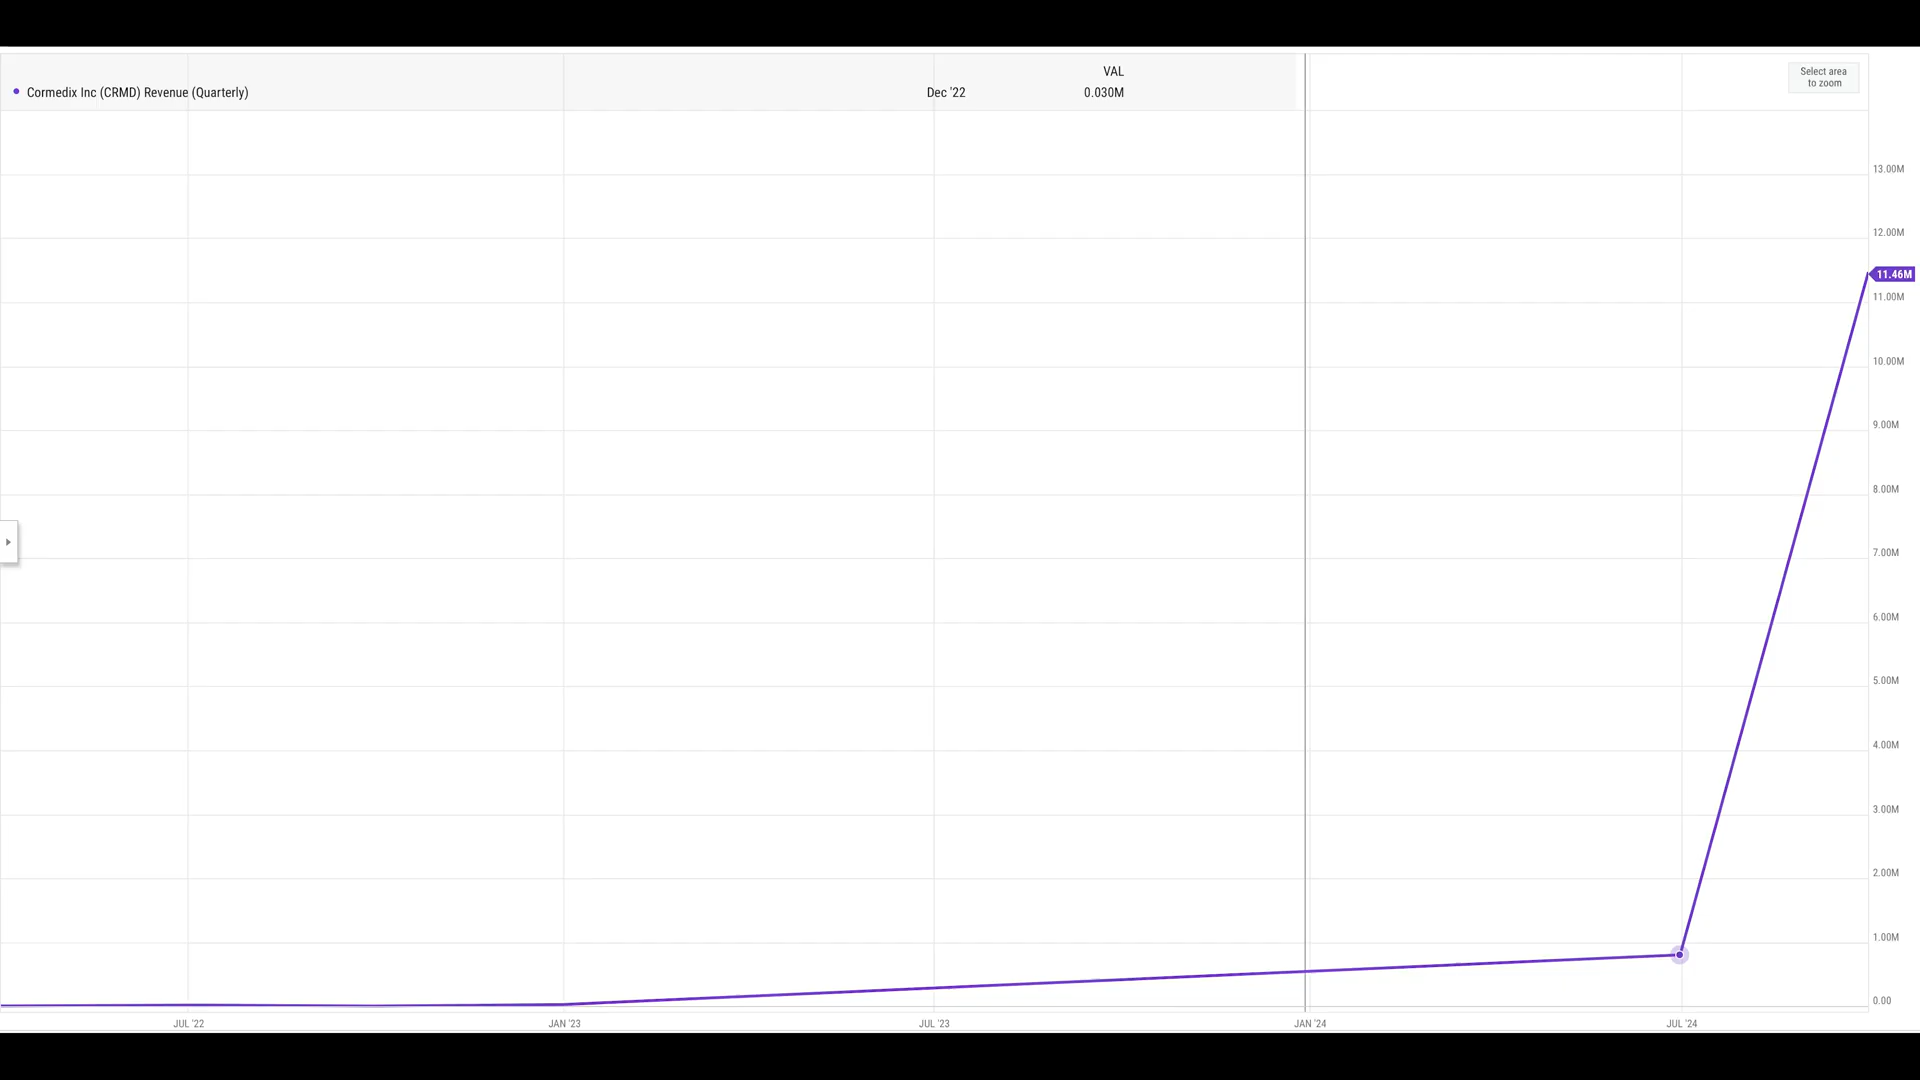 VAL
Cormedix Inc (CRMD) Revenue (Quarterly) Dec '22 0.030M
Select area
to zoom
13.00M
12.00M
11.46M
11.00M
10.00M
9.00M
8.00M
7.00M
6.00M
5.00M
4.00M
3.00M
2.00M
1.00M
0.00
JUL '22 JAN '23 JUL '23 JAN '24 JUL '24